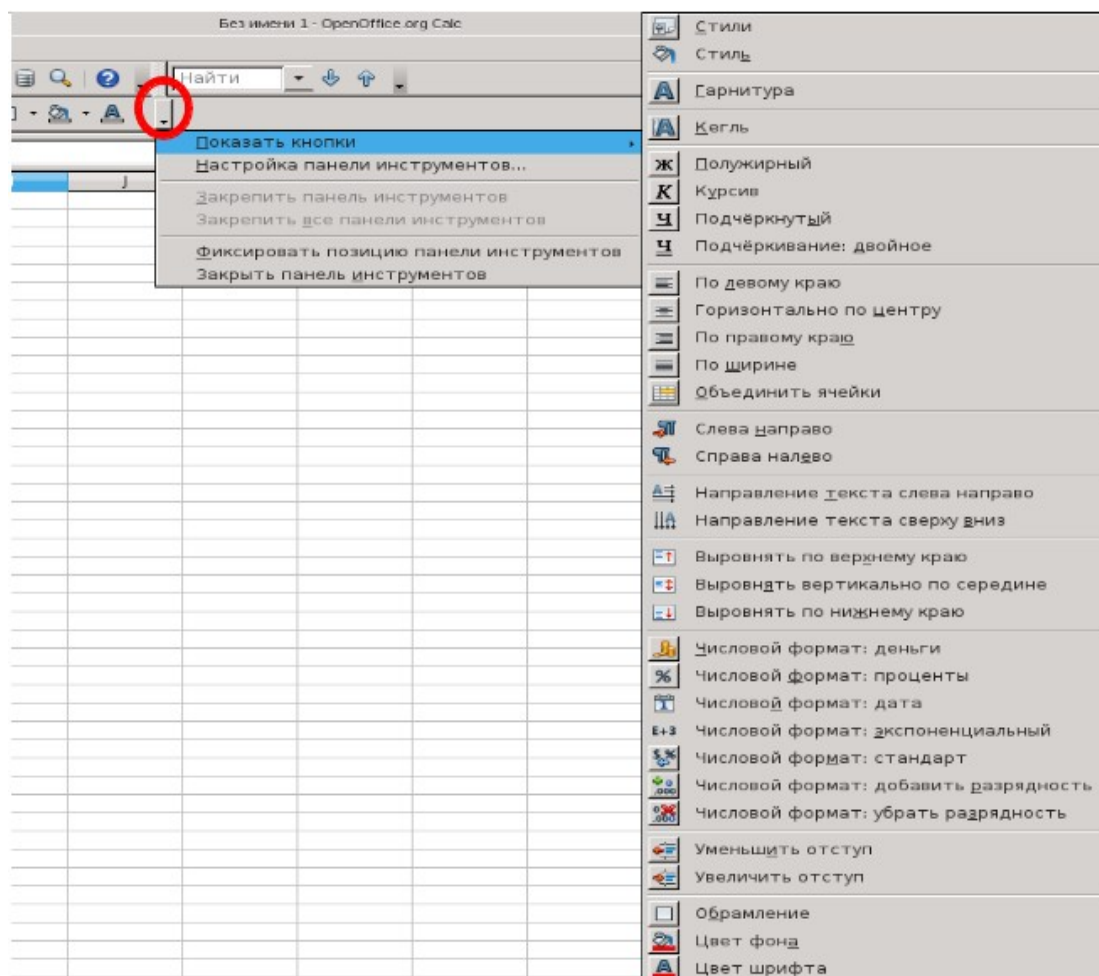 Без имени 1 - OpenOffice.org Calc
Найти
Показать кнопки
Настройка панели инструментов...
Закрепить панель инструментов
Закрепить все панели инструментов
Фиксировать позицию панели инструментов
Закрыть панель инструментов
J
Стили
Стиль
Гарнитура
Кегль
Ж Полужирный
К Курсив
Ч Подчёркнутый
Ч Подчёркивание: двойное
По левому краю
Горизонтально по центру
По правому краю
По ширине
Объединить ячейки
Слева направо
Справа налево
Направление текста слева направо
Направление текста сверху вниз
Выровнять по верхнему краю
Выровнять вертикально по середине
Выровнять по нижнему краю
Числовой формат: деньги
% Числовой формат: проценты
Числовой формат: дата
E+3 Числовой формат: экспоненциальный
Числовой формат: стандарт
Числовой формат: добавить разрядность
Числовой формат: убрать разрядность
Уменьшить отступ
Увеличить отступ
Обрамление
Цвет фона
Цвет шрифта